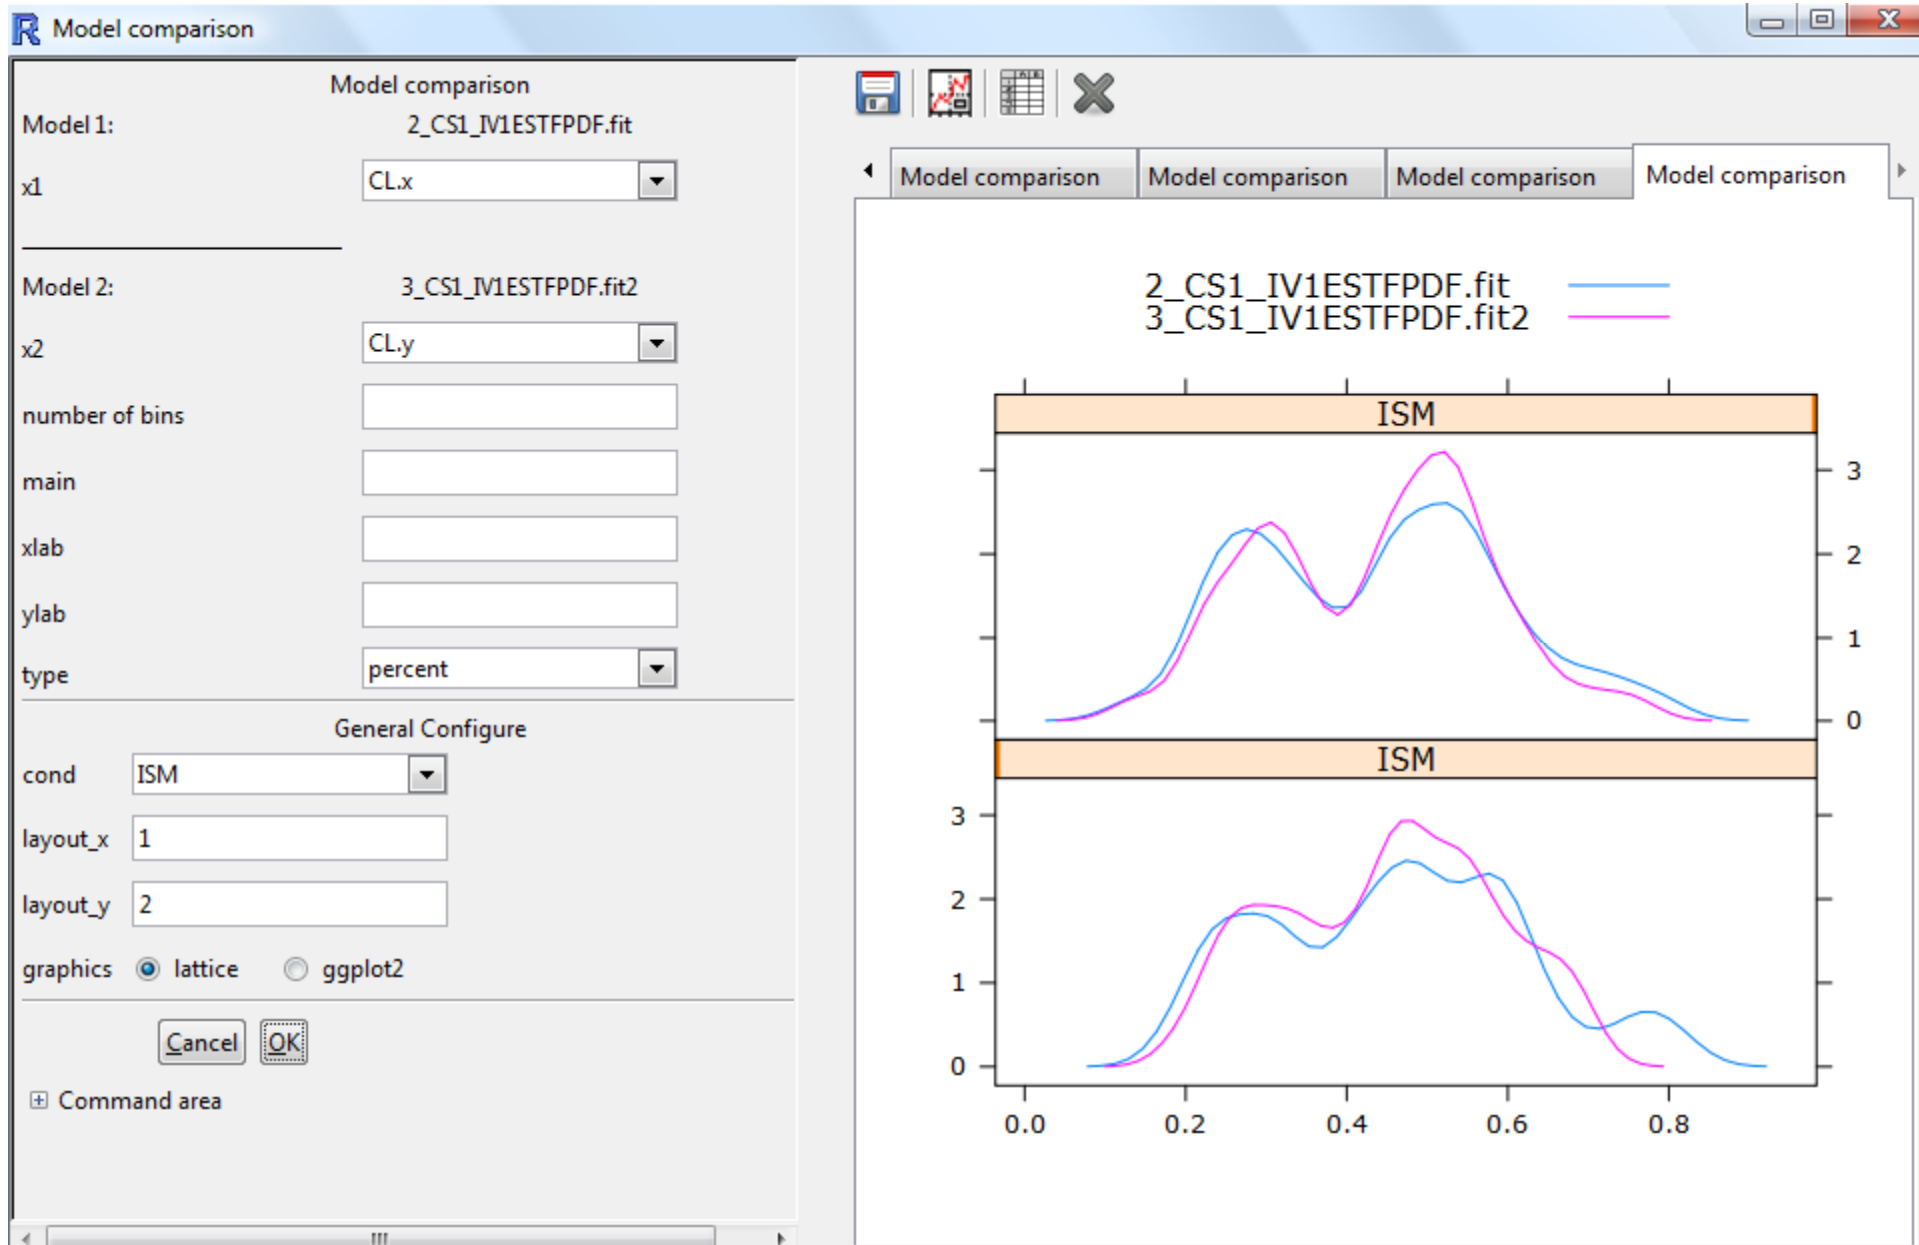 Model comparison
Model comparison
Model 1: 2_CS1_IV1ESTFPDF.fit
x1 CL.x
Model 2: 3_CS1_IV1ESTFPDF.fit2
x2 CL.y
number of bins
main
xlab
ylab
type percent
General Configure
cond ISM
layout_x 1
layout_y 2
graphics lattice ggplot2
Cancel OK
Command area
Model comparison Model comparison Model comparison Model comparison
2_CS1_IV1ESTFPDF.fit
3_CS1_IV1ESTFPDF.fit2
ISM
3
2
1
0
ISM
3
2
1
0
0.0 0.2 0.4 0.6 0.8